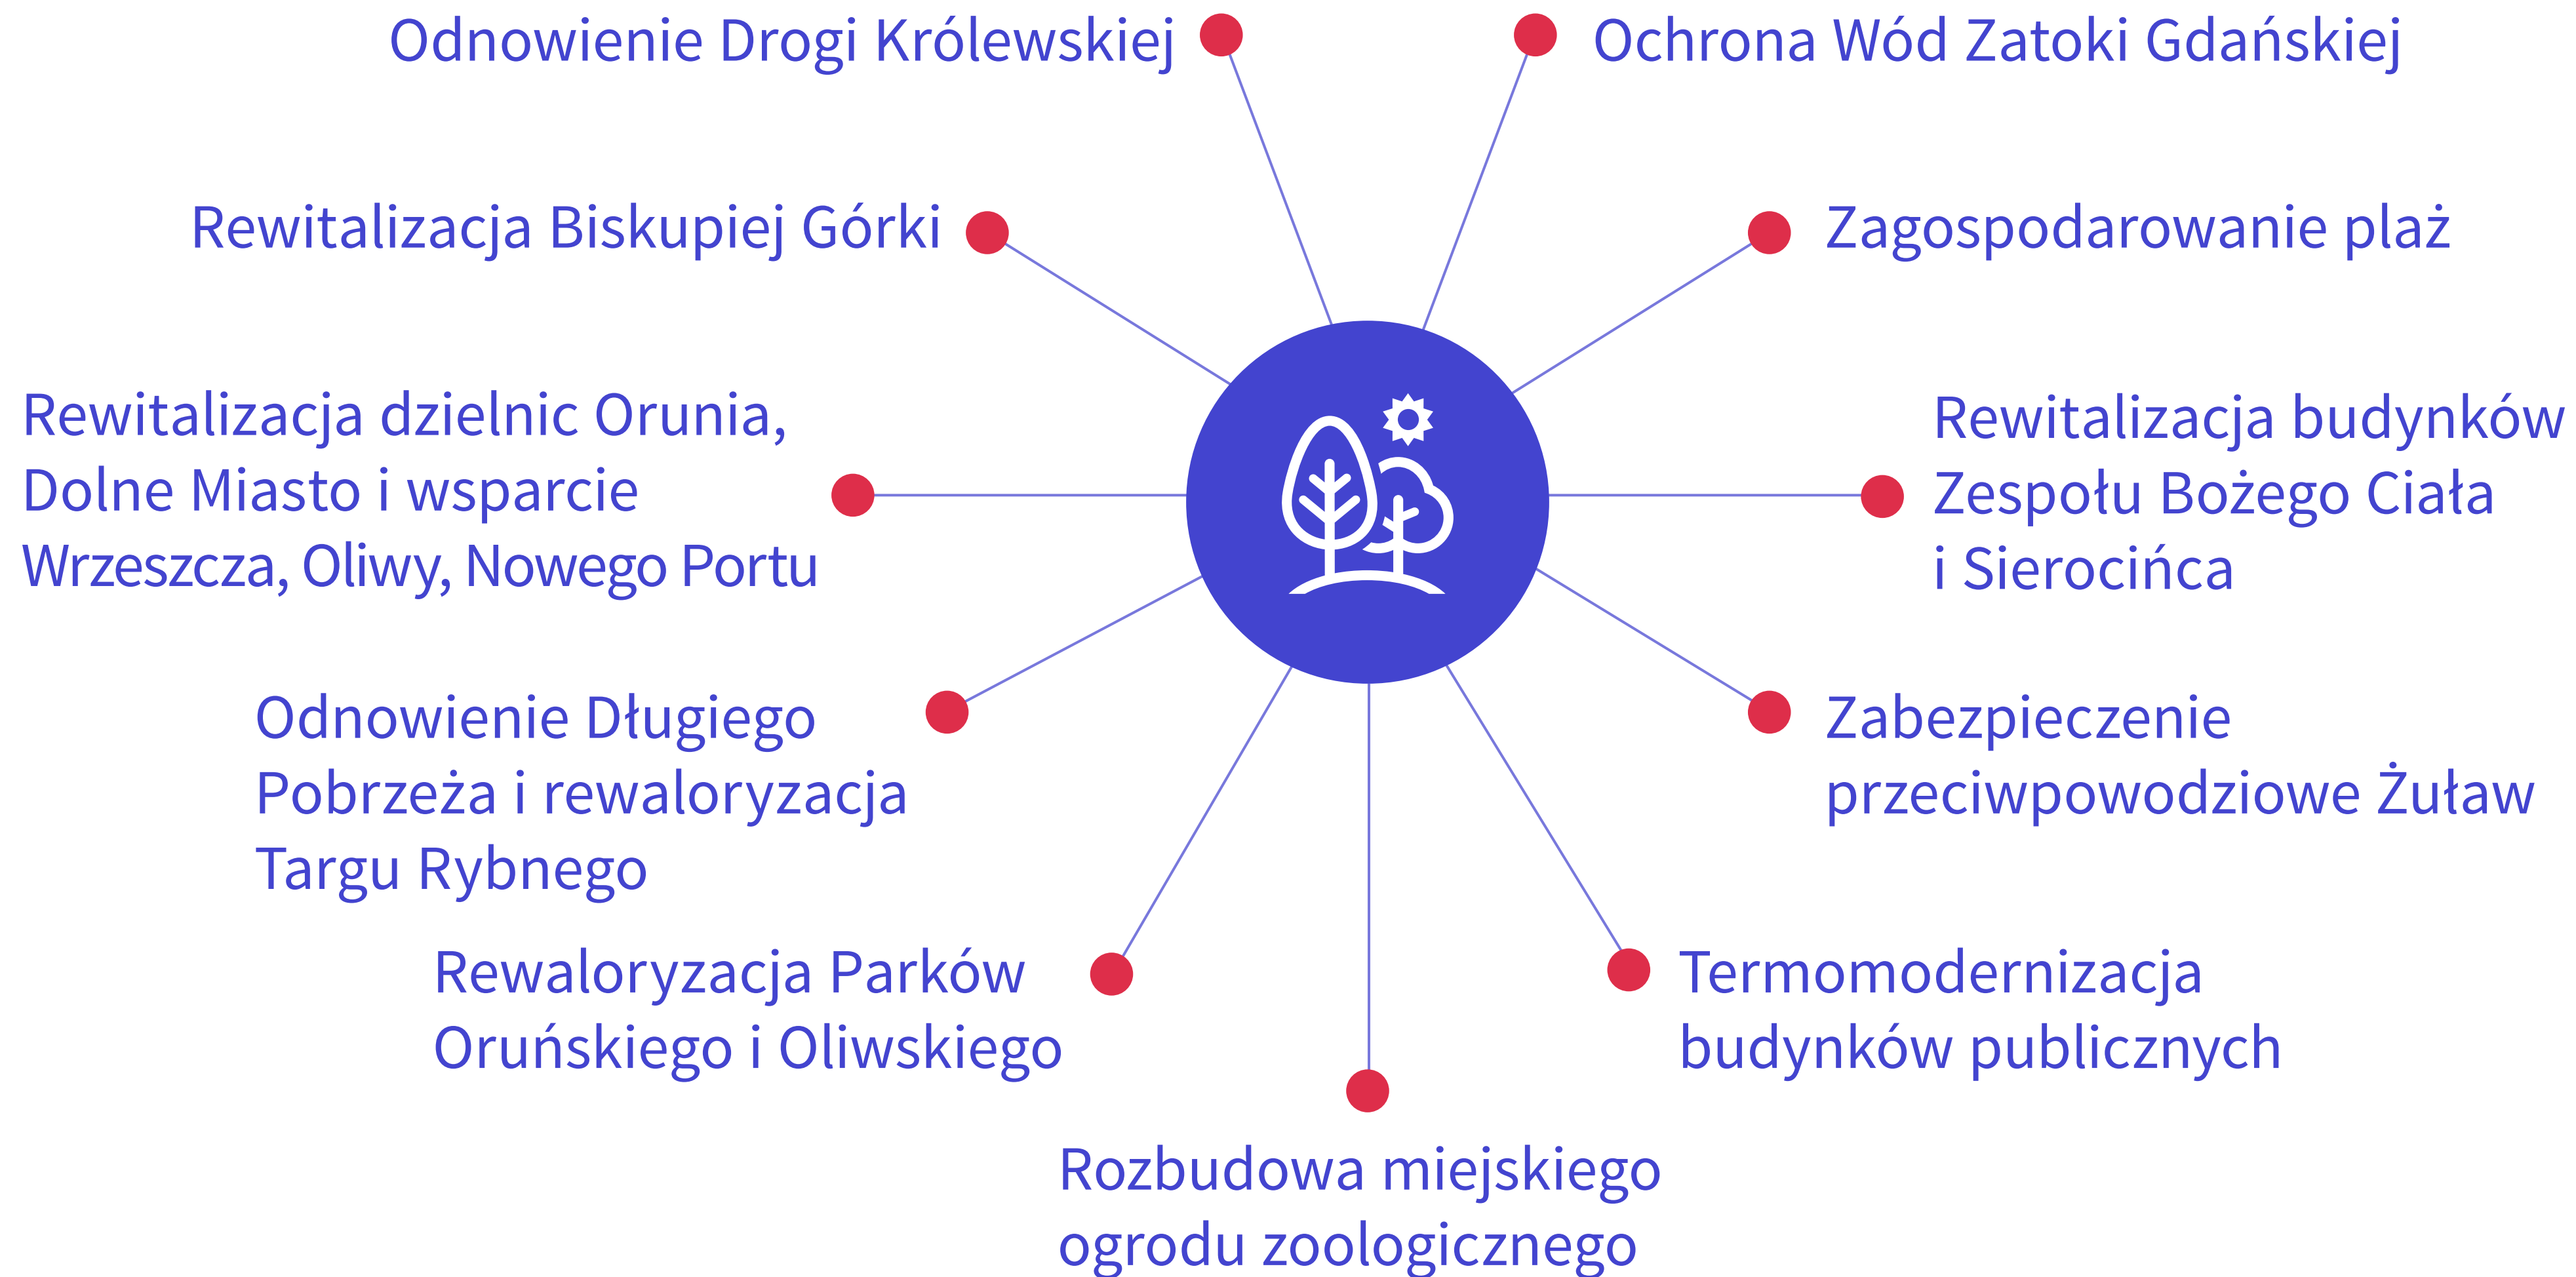 Odnowienie Drogi Królewskiej
Ochrona Wód Zatoki Gdańskiej
Rewitalizacja Biskupiej Górki
Zagospodarowanie plaż
Rewitalizacja dzielnic Orunia,
Dolne Miasto i wsparcie
Wrzeszcza, Oliwy, Nowego Portu
Rewitalizacja budynków
Zespołu Bożego Ciała
i Sierocińca
Odnowienie Długiego
Pobrzeża i rewaloryzacja
Targu Rybnego
Zabezpieczenie
przeciwpowodziowe Żuław
Rewaloryzacja Parków
Oruńskiego i Oliwskiego
Termomodernizacja
budynków publicznych
Rozbudowa miejskiego
ogrodu zoologicznego